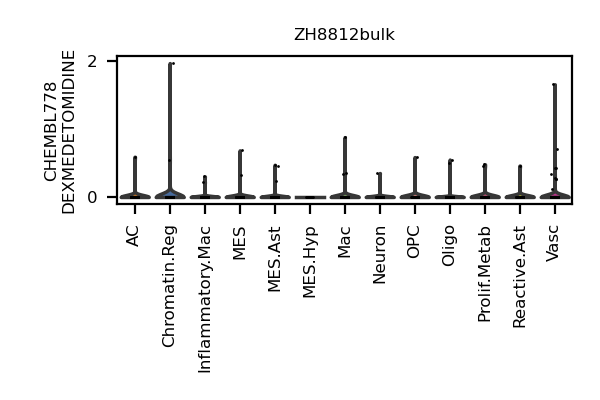 ZH8812bulk
CHEMBL778
DEXMEDETOMIDINE
2
0
AC
Chromatin.Reg
Inflammatory.Mac
MES
MES.Ast
MES.Hyp
Mac
Neuron
OPC
Oligo
Prolif.Metab
Reactive.Ast
Vasc